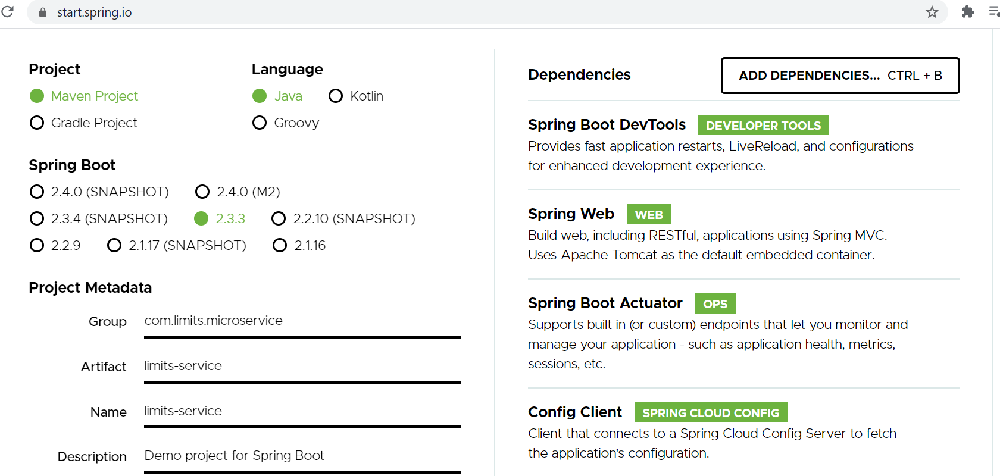 start.spring.io
Project
Maven Project
Gradle Project
Language
Java Kotlin
Groovy
Spring Boot
2.4.0 (SNAPSHOT) 2.4.0 (M2)
2.3.4 (SNAPSHOT) 2.3.3 2.2.10 (SNAPSHOT)
2.2.9 2.1.17 (SNAPSHOT) 2.1.16
Project Metadata
Group com.limits.microservice
Artifact limits-service
Name limits-service
Description Demo project for Spring Boot
Dependencies ADD DEPENDENCIES... CTRL + B
Spring Boot DevTools DEVELOPER TOOLS
Provides fast application restarts, LiveReload, and configurations
for enhanced development experience.
Spring Web WEB
Build web, including RESTful, applications using Spring MVC.
Uses Apache Tomcat as the default embedded container.
Spring Boot Actuator OPS
Supports built in (or custom) endpoints that let you monitor and
manage your application - such as application health, metrics,
sessions, etc.
Config Client SPRING CLOUD CONFIG
Client that connects to a Spring Cloud Config Server to fetch
the application's configuration.